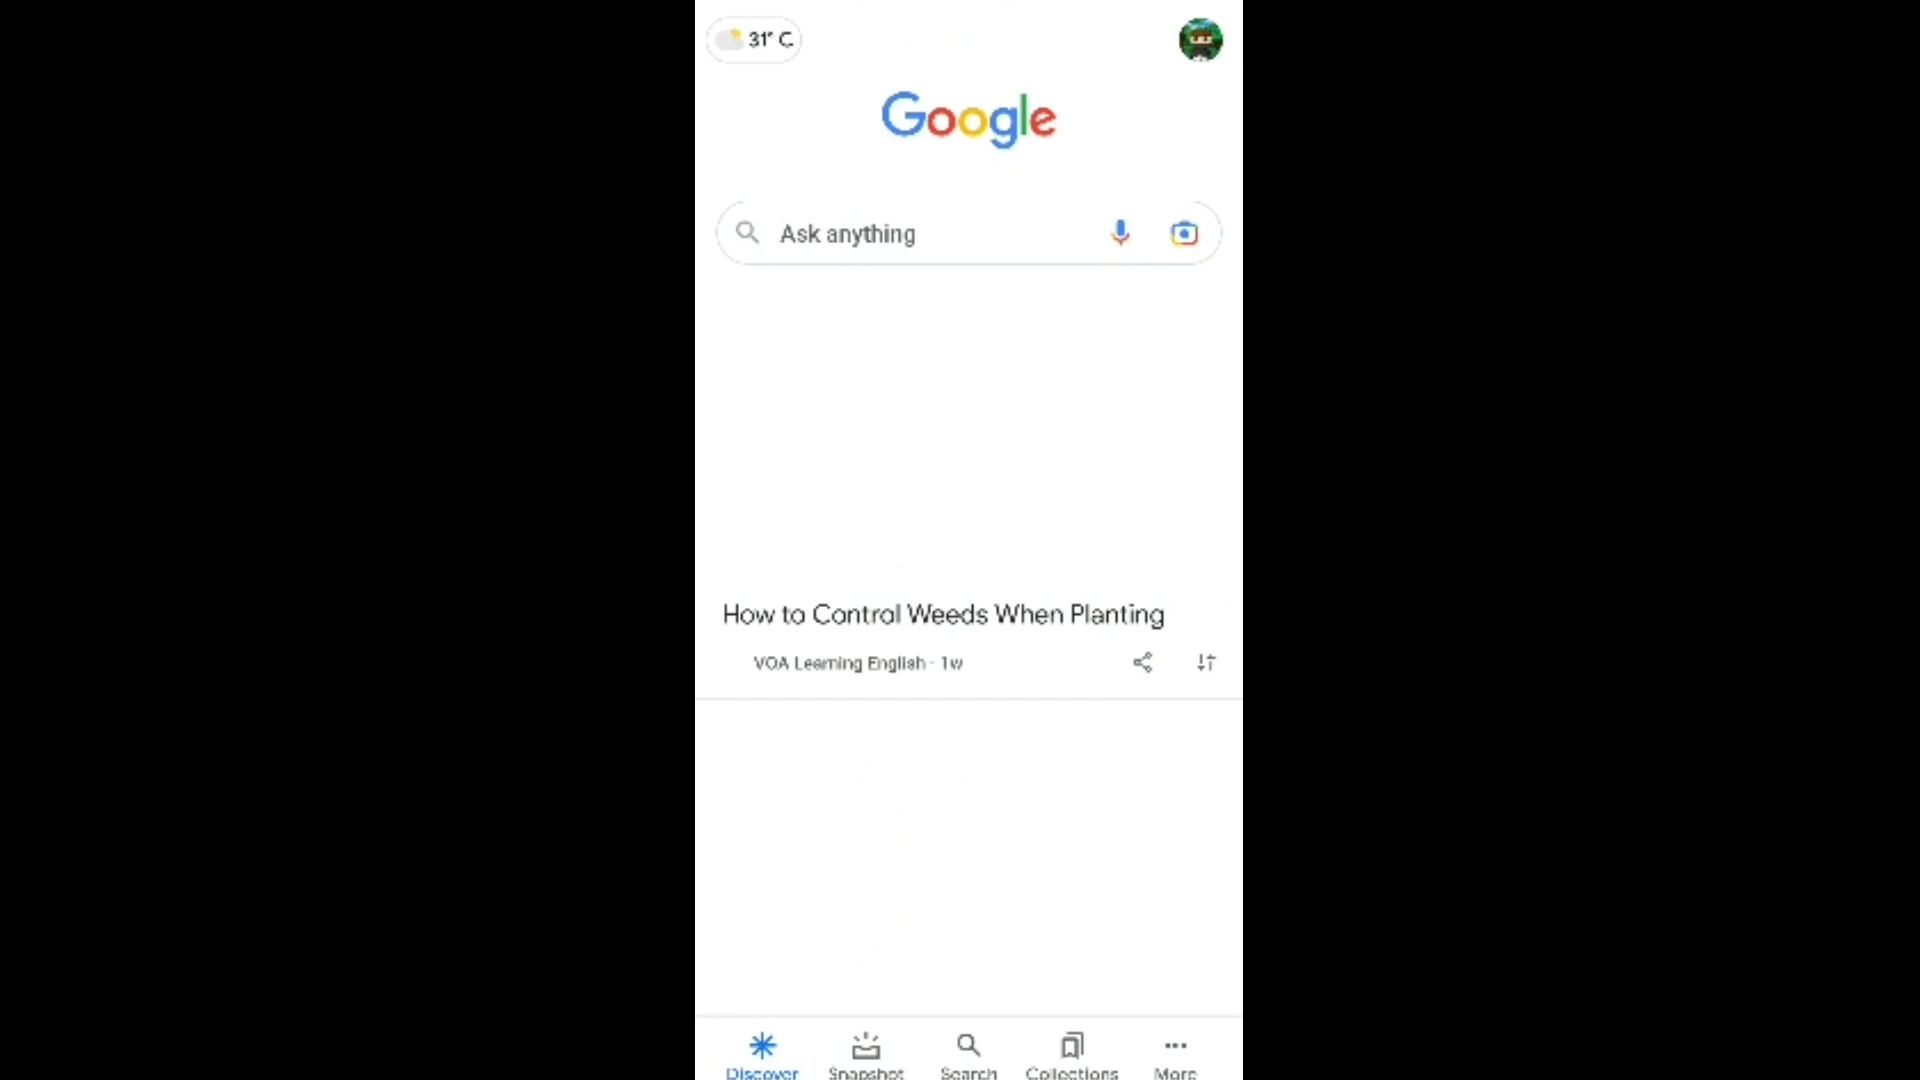 31° C
Google
Ask anything
How to Control Weeds When Planting
VOA Learning English - 1w
Discover Snapshot Search Collections More